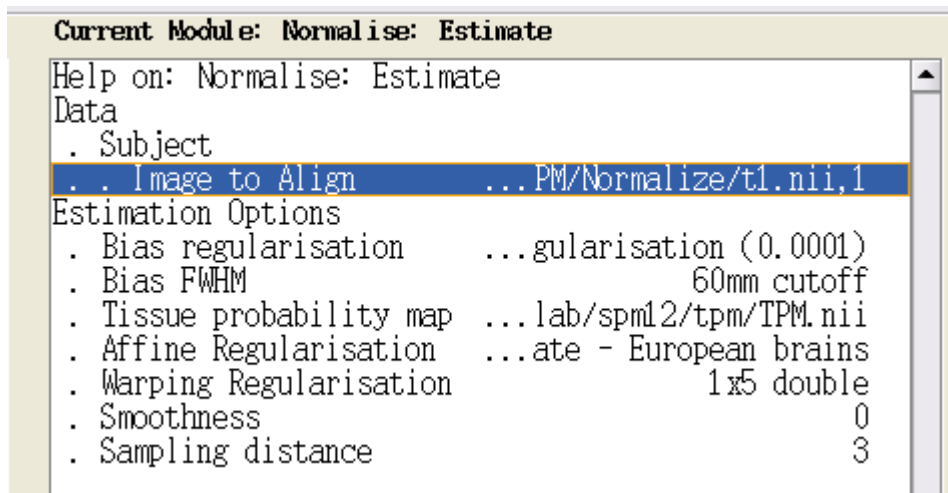 Current Module: Normalise: Estimate
Help on: Normalise: Estimate
Data
. Subject
. . Image to Align ...PM/Normalize/t1.nii,1
Estimation Options
. Bias regularisation ...gularisation (0.0001)
. Bias FWHM 60mm cutoff
. Tissue probability map ...lab/spm12/tpm/TPM.nii
. Affine Regularisation ...ate - European brains
. Warping Regularisation 1x5 double
. Smoothness 0
. Sampling distance 3